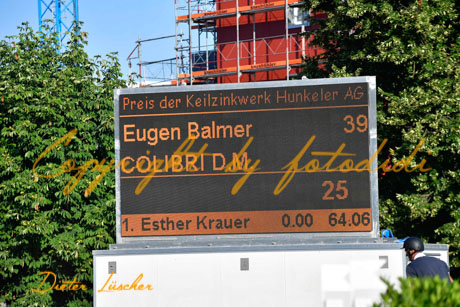 Preis der Keilzinkwerk Hunkeler AG
Eugen Balmer 39
COLIBRI D.M.
Copyright by fotodudi
25
1. Esther Krauer 0.00 64.06
Dieter Lüscher